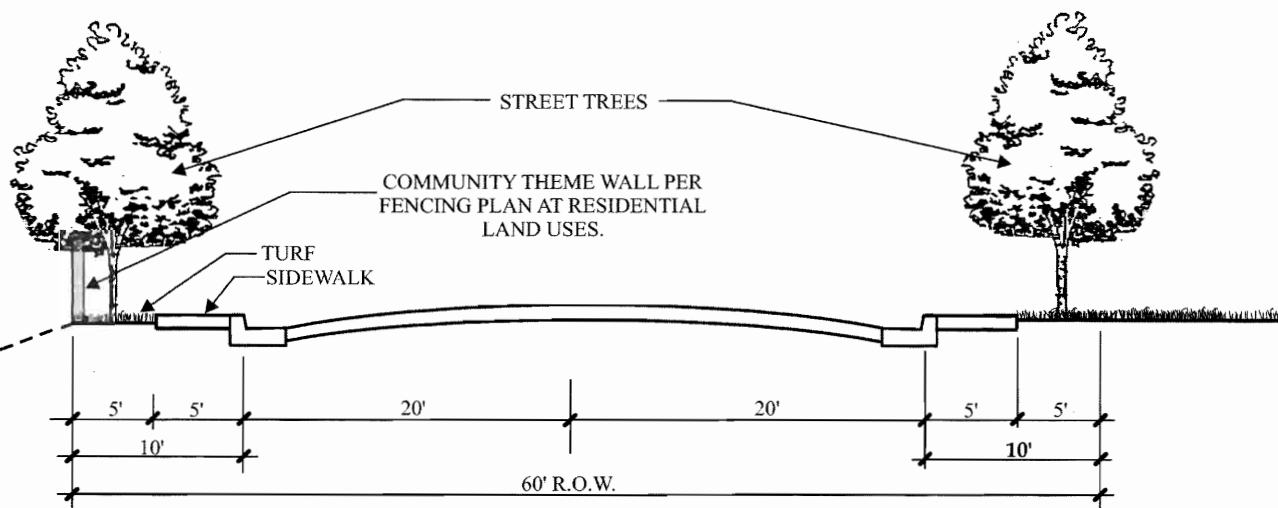 STREET TREES
COMMUNITY THEME WALL PER
FENCING PLAN AT RESIDENTIAL
LAND USES.
TURF
SIDEWALK
5' 5' 20' 20' 5' 5'
10' 10'
60' R.O.W.